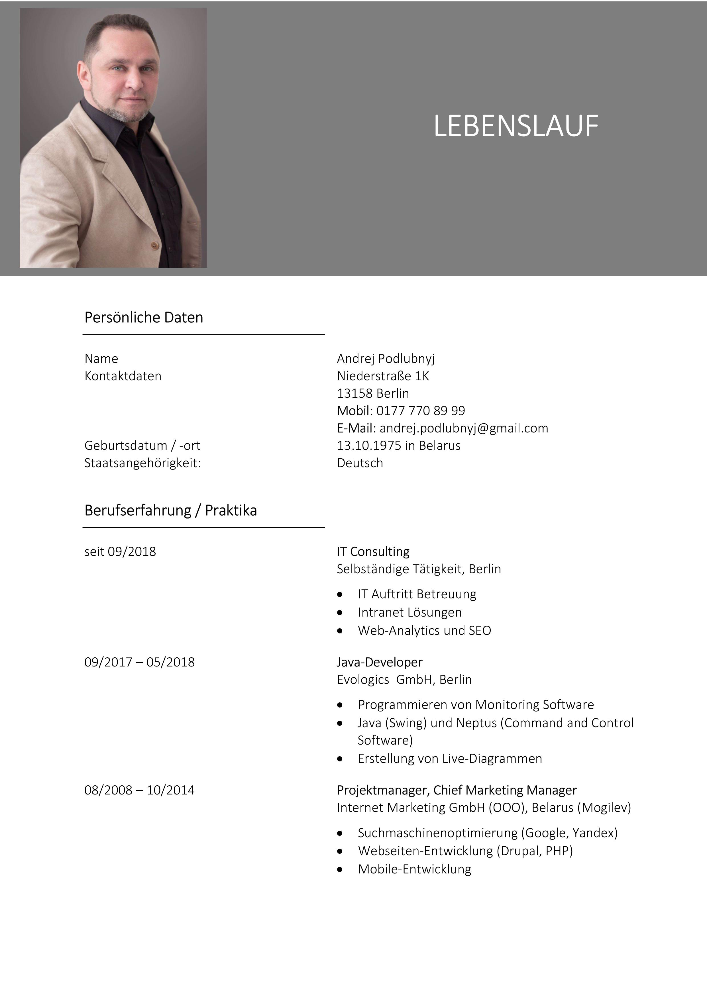 LEBENSLAUF
Persönliche Daten
Name
Andrej Podlubnyj
Kontaktdaten
Niederstraße 1K
13158 Berlin
Mobil: 0177 770 89 99
E-Mail: andrej.podlubnyj@gmail.com
Geburtsdatum / -ort
13.10.1975 in Belarus
Staatsangehörigkeit:
Deutsch
Berufserfahrung / Praktika
seit 09/2018
IT Consulting
Selbständige Tätigkeit, Berlin
• IT Auftritt Betreuung
• Intranet Lösungen
• Web-Analytics und SEO
09/2017 – 05/2018
Java-Developer
Evologics  GmbH, Berlin
• Programmieren von Monitoring Software
• Java (Swing) und Neptus (Command and Control
Software)
• Erstellung von Live-Diagrammen
08/2008 – 10/2014
Projektmanager, Chief Marketing Manager
Internet Marketing GmbH (OOO), Belarus (Mogilev)
• Suchmaschinenoptimierung (Google, Yandex)
• Webseiten-Entwicklung (Drupal, PHP)
• Mobile-Entwicklung